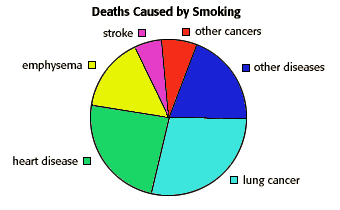 Deaths Caused by Smoking
stroke
other cancers
emphysema
other diseases
heart disease
lung cancer